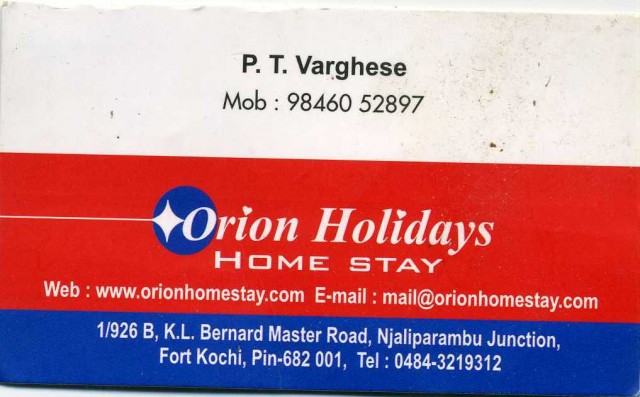 P. T. Varghese
Mob : 98460 52897
Orion Holidays
HOME STAY
Web : www.orionhomestay.com E-mail : mail@orionhomestay.com
1/926 B, K.L. Bernard Master Road, Njaliparambu Junction,
Fort Kochi, Pin-682 001, Tel : 0484-3219312